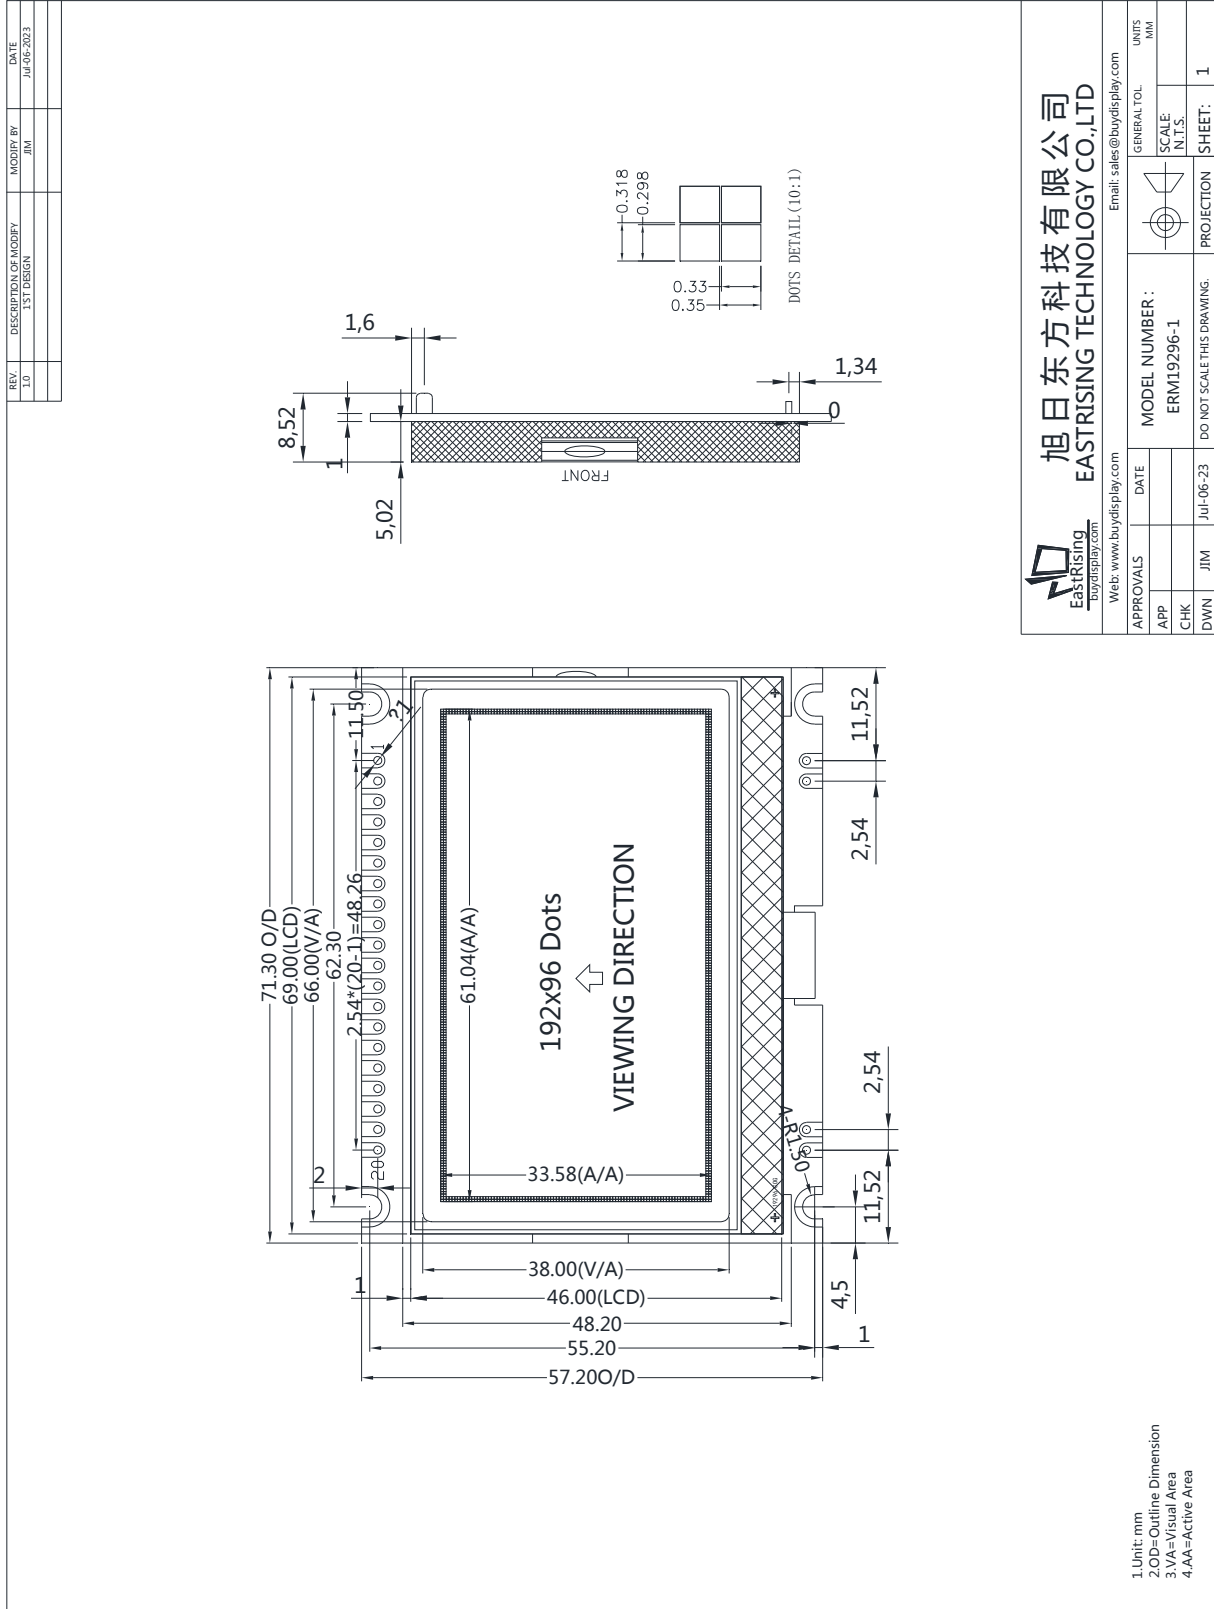 REV.
DESCRIPTION OF MODIFY
MODIFY BY
DATE
1.0
1'ST DESIGN
JIM
Jul-06-2023
71.30 O/D
69.00(LCD)
66.00(V/A)
62.30
2.54*(20-1)=48.26
11,50
?1
1
20
2
61.04(A/A)
33.58(A/A)
192x96 Dots
VIEWING DIRECTION
38.00(V/A)
46.00(LCD)
1
48.20
55.20
57.20O/D
11,52
2,54
2,54
11,52
4,5
1
8,52
1
5,02
1,6
1,34
0
FRONT
0.318
0.298
0.33
0.35
DOTS DETAIL(10:1)
1.Unit: mm
2.OD=Outline Dimension
3.VA=Visual Area
4.AA=Active Area
EastRising
buydisplay.com
旭日东方科技有限公司
EASTRISING TECHNOLOGY CO.,LTD
Web: www.buydisplay.com
Email: sales@buydisplay.com
APPROVALS
DATE
APP
CHK
DWN
JIM
Jul-06-23
MODEL NUMBER :
ERM19296-1
DO NOT SCALE THIS DRAWING.
PROJECTION
GENERAL TOL.
UNITS
MM
SCALE:
N.T.S.
SHEET:
1